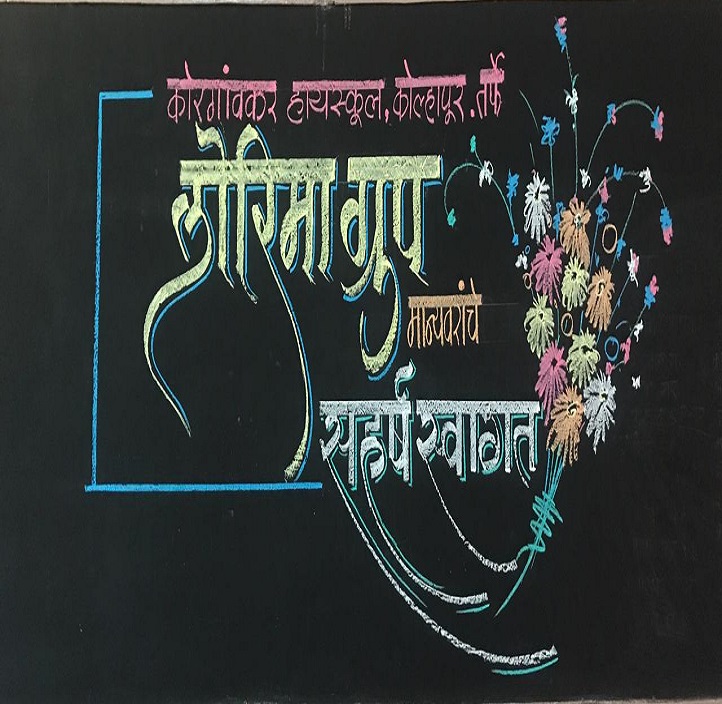 कोरगांवकर हायस्कूल, कोल्हापूर. तर्फे
लोरिमा ग्रुप
मान्यवरांचे
सहर्ष स्वागत